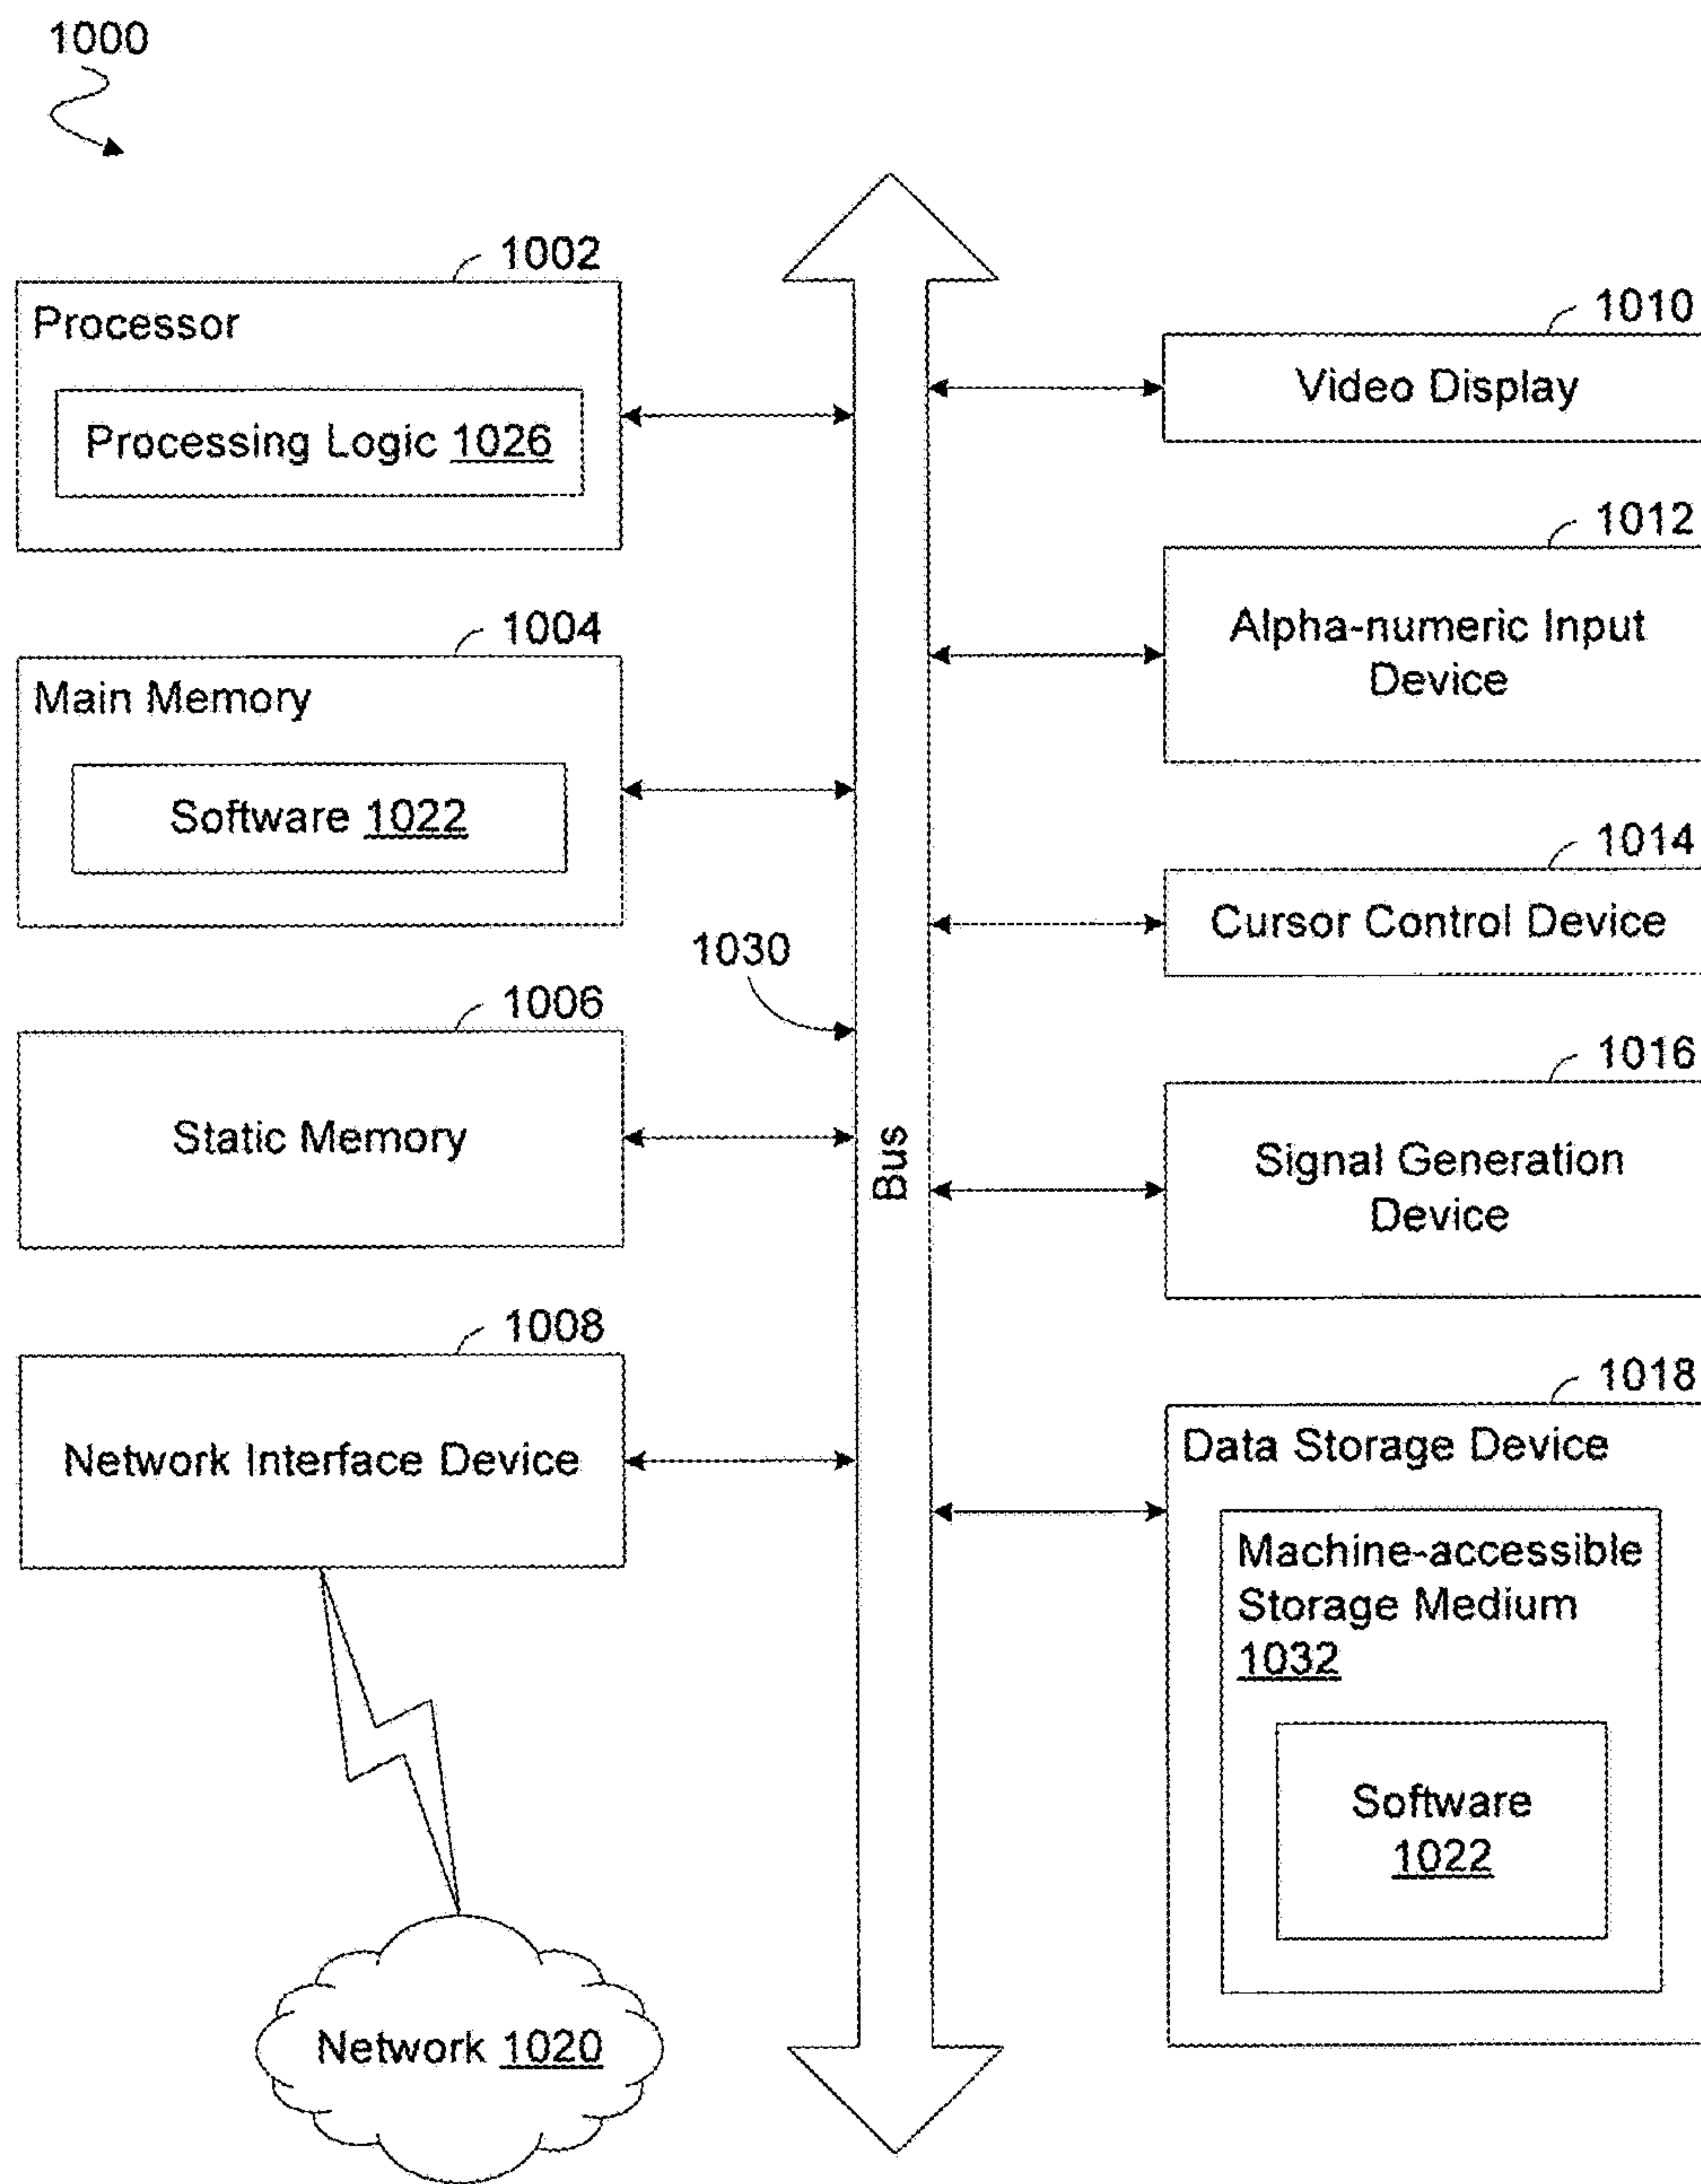 1000
1002
Processor
Processing Logic 1026
1004
Main Memory
Software 1022
1006
Static Memory
1008
Network Interface Device
Network 1020
1030
Bus
1010
Video Display
1012
Alpha-numeric Input
Device
1014
Cursor Control Device
1016
Signal Generation
Device
1018
Data Storage Device
Machine-accessible
Storage Medium
1032
Software
1022